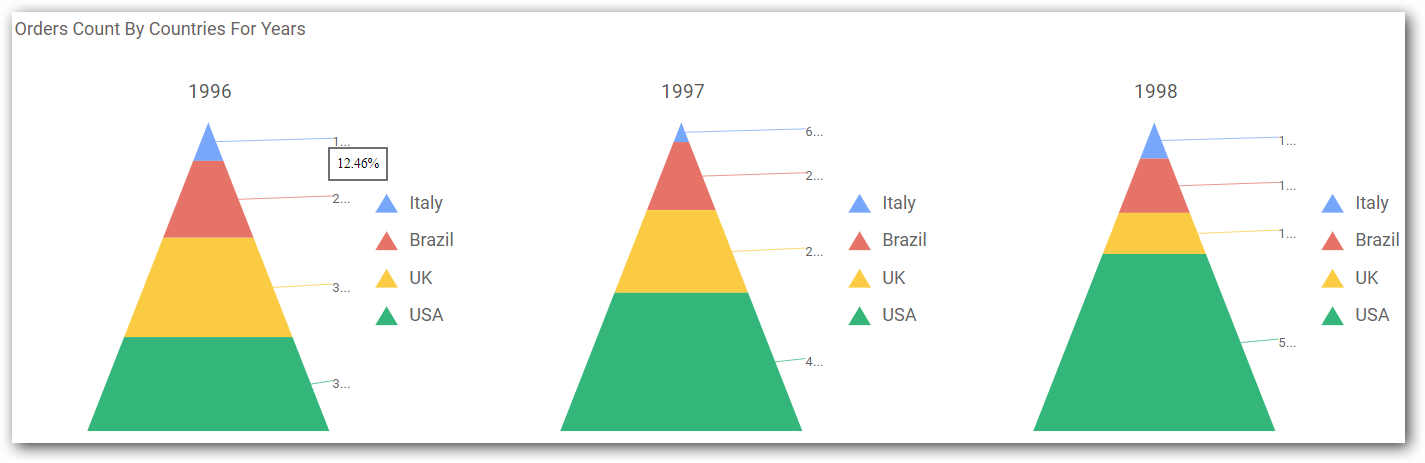 Orders Count By Countries For Years
1996
1...
12.46%
2...
3...
3...
Italy
Brazil
UK
USA
1997
6...
2...
2...
4...
Italy
Brazil
UK
USA
1998
1...
1...
1...
5...
Italy
Brazil
UK
USA